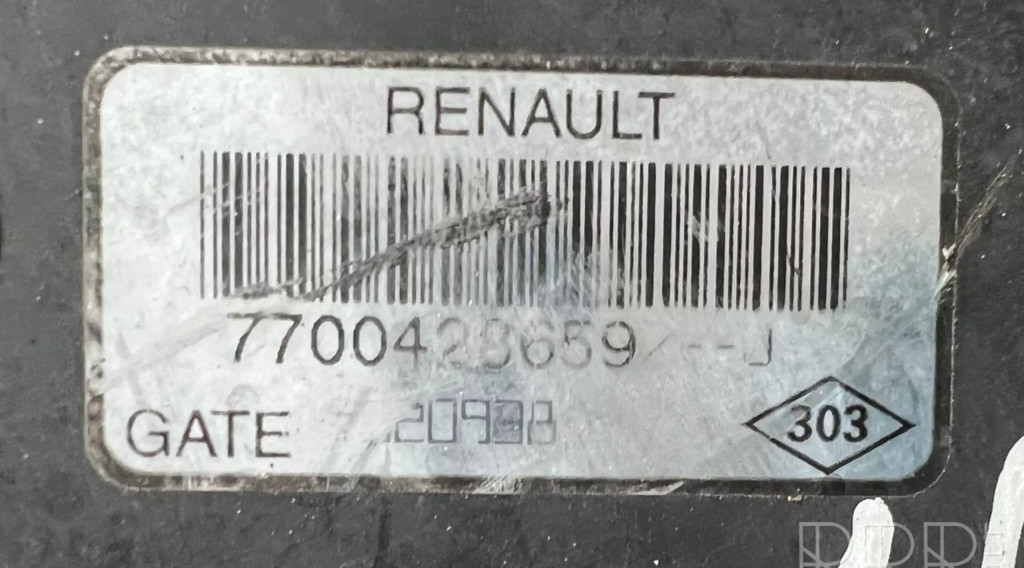 RENAULT
7700428659/--J
GATE
303